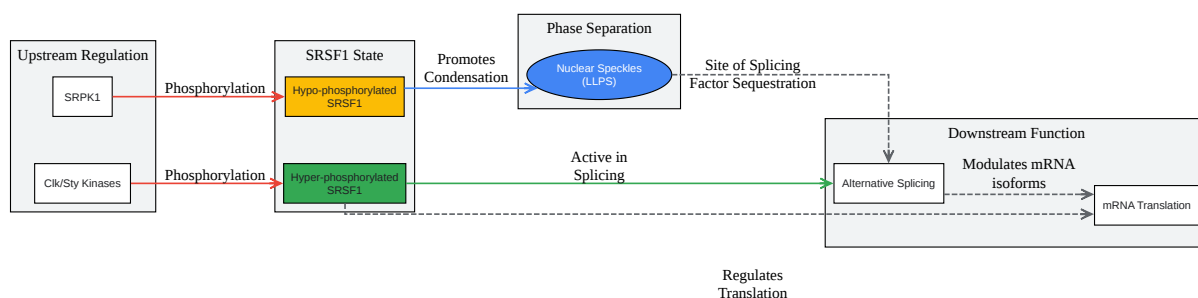 Upstream Regulation
SRPK1
Clk/Sty Kinases
Phosphorylation
Phosphorylation
SRSF1 State
Hypo-phosphorylated
SRSF1
Hyper-phosphorylated
SRSF1
Promotes
Condensation
Phase Separation
Nuclear Speckles
(LLPS)
Site of Splicing
Factor Sequestration
Active in
Splicing
Downstream Function
Alternative Splicing
Modulates mRNA
isoforms
mRNA Translation
Regulates
Translation